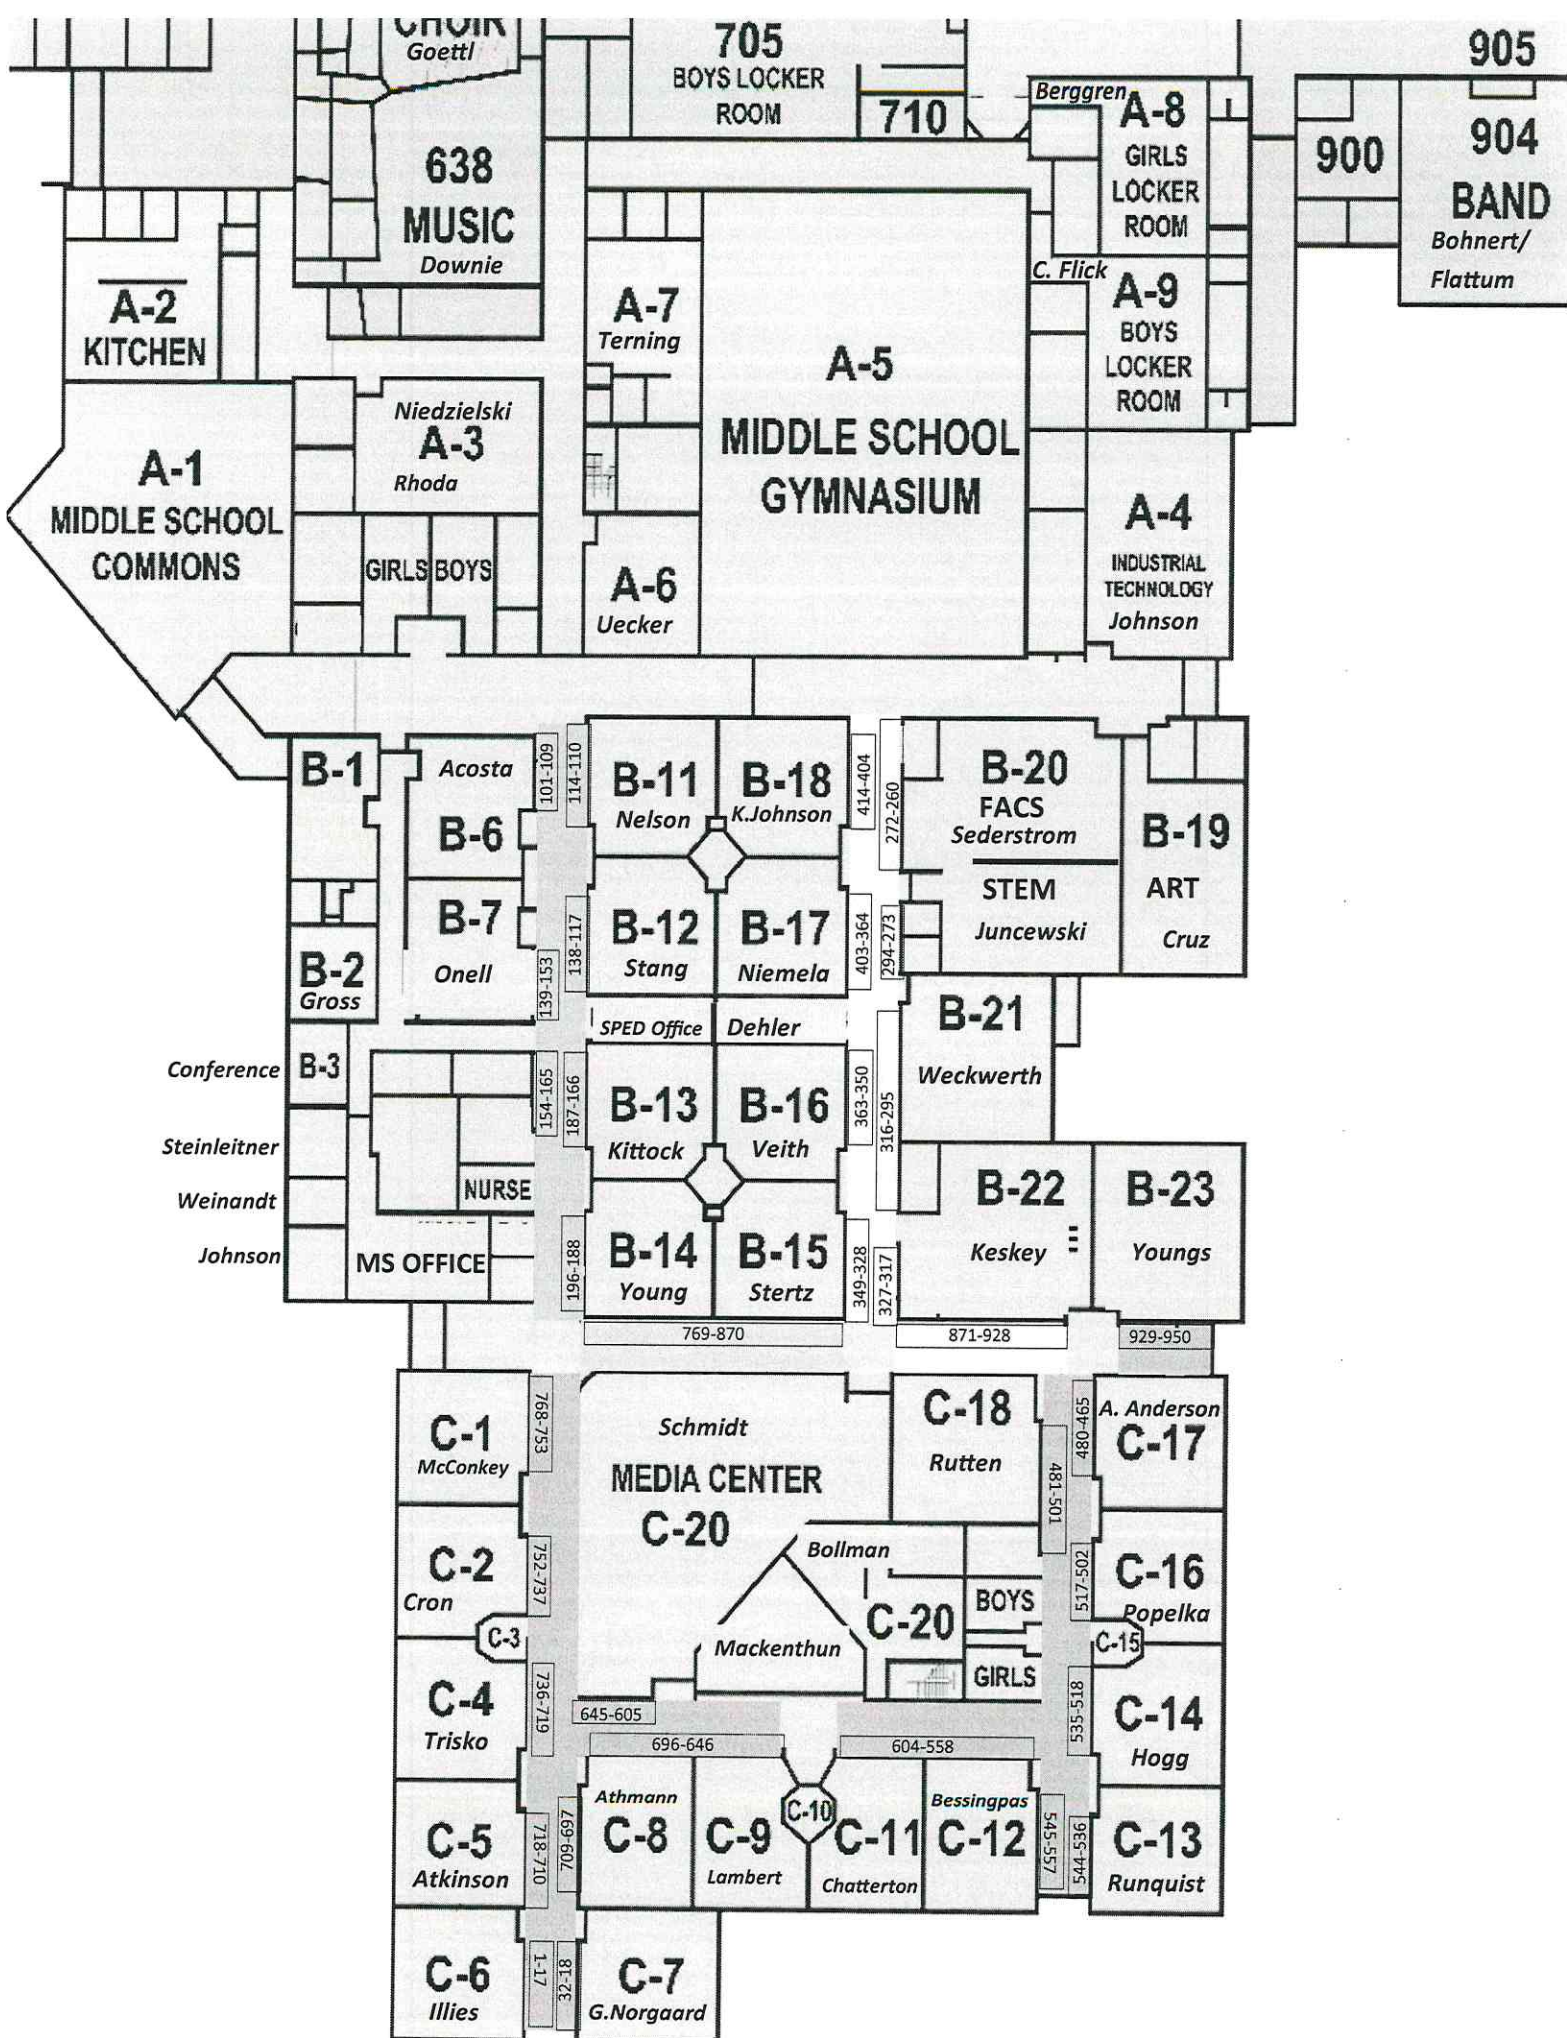 CHOIR
Goettl
705
BOYS LOCKER
ROOM
710
905
Berggren
A-8
GIRLS
LOCKER
ROOM
900
904
BAND
Bohnert/
Flattum
638
MUSIC
Downie
A-2
KITCHEN
A-7
Terning
C. Flick
A-9
BOYS
LOCKER
ROOM
A-5
MIDDLE SCHOOL
GYMNASIUM
Niedzielski
A-3
Rhoda
A-1
MIDDLE SCHOOL
COMMONS
GIRLS
BOYS
A-6
Uecker
A-4
INDUSTRIAL
TECHNOLOGY
Johnson
B-1
Acosta
B-6
101-109
114-110
B-11
Nelson
B-18
K.Johnson
414-404
272-260
B-20
FACS
Sederstrom
STEM
Juncewski
B-19
ART
Cruz
B-7
Onell
B-2
Gross
139-153
138-117
B-12
Stang
B-17
Niemela
403-364
294-273
SPED Office
Dehler
B-21
Weckwerth
Conference
B-3
154-165
187-166
B-13
Kittock
B-16
Veith
363-350
316-295
Steinleitner
Weinandt
Johnson
NURSE
MS OFFICE
196-188
B-14
Young
B-15
Stertz
349-328
327-317
B-22
Keskey
B-23
Youngs
769-870
871-928
929-950
C-1
McConkey
768-753
Schmidt
MEDIA CENTER
C-20
C-18
Rutten
480-465
481-501
A. Anderson
C-17
C-2
Cron
752-737
Bollman
C-20
BOYS
517-502
C-16
Popelka
C-3
Mackenthun
C-15
GIRLS
C-4
Trisko
736-719
645-605
535-518
C-14
Hogg
696-646
604-558
C-5
Atkinson
718-710
709-697
Athmann
C-8
C-9
Lambert
C-10
C-11
Chatterton
Bessingpas
C-12
545-557
544-536
C-13
Runquist
C-6
Illies
1-17
32-18
C-7
G.Norgaard